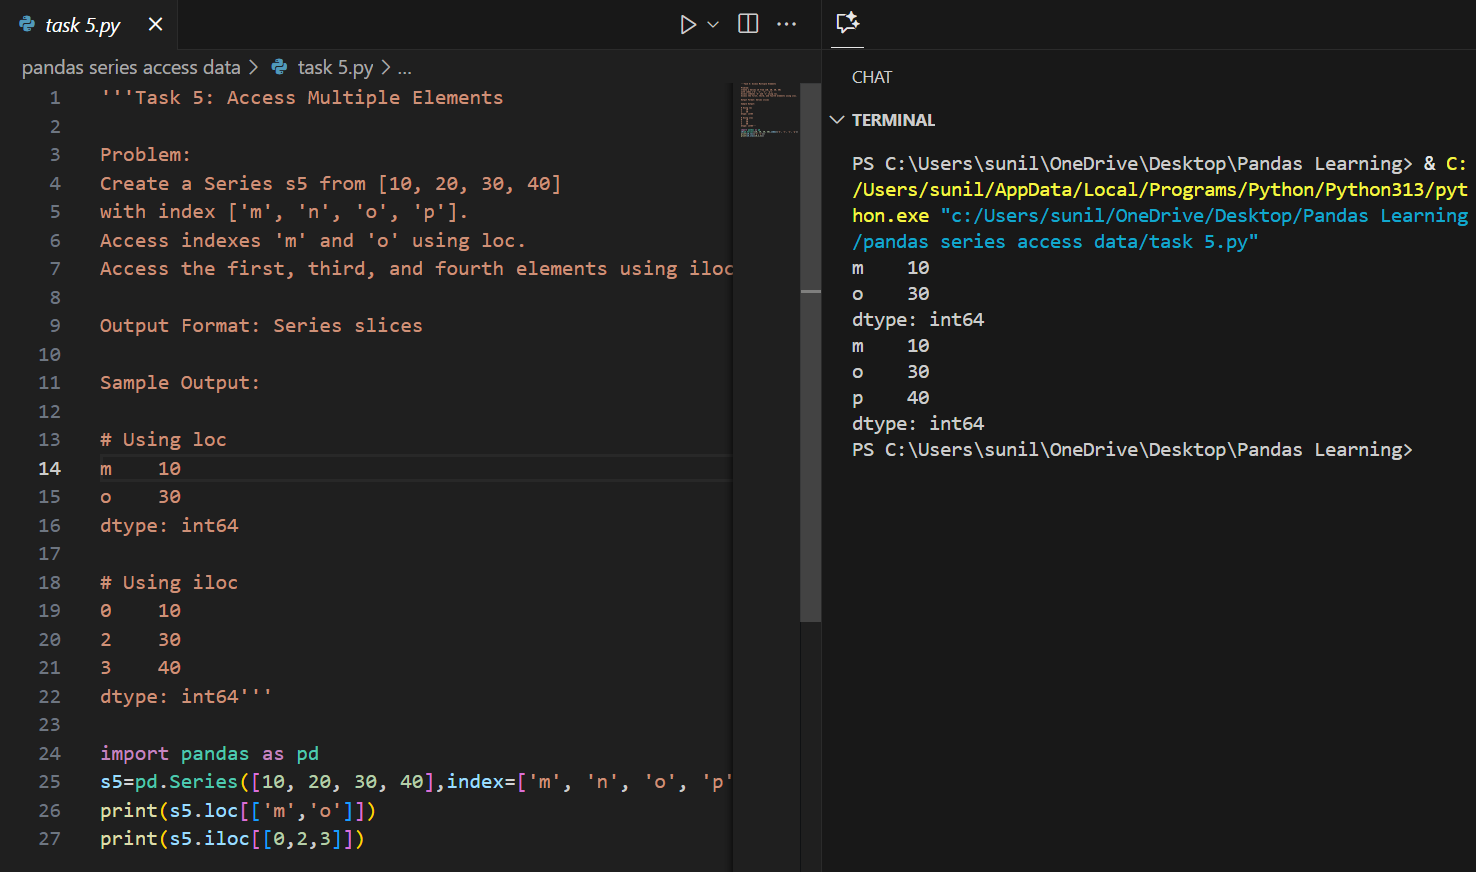 task 5.py
pandas series access data > task 5.py > ...
1 '''Task 5: Access Multiple Elements
2
3 Problem:
4 Create a Series s5 from [10, 20, 30, 40]
5 with index ['m', 'n', 'o', 'p'].
6 Access indexes 'm' and 'o' using loc.
7 Access the first, third, and fourth elements using iloc
8
9 Output Format: Series slices
10
11 Sample Output:
12
13 # Using loc
14 m    10
15 o    30
16 dtype: int64
17
18 # Using iloc
19 0    10
20 2    30
21 3    40
22 dtype: int64'''
23
24 import pandas as pd
25 s5=pd.Series([10, 20, 30, 40],index=['m', 'n', 'o', 'p'
26 print(s5.loc[['m','o']])
27 print(s5.iloc[[0,2,3]])
CHAT
TERMINAL
PS C:\Users\sunil\OneDrive\Desktop\Pandas Learning> & C:
/Users/sunil/AppData/Local/Programs/Python/Python313/pyt
hon.exe "c:/Users/sunil/OneDrive/Desktop/Pandas Learning
/pandas series access data/task 5.py"
m    10
o    30
dtype: int64
m    10
o    30
p    40
dtype: int64
PS C:\Users\sunil\OneDrive\Desktop\Pandas Learning>